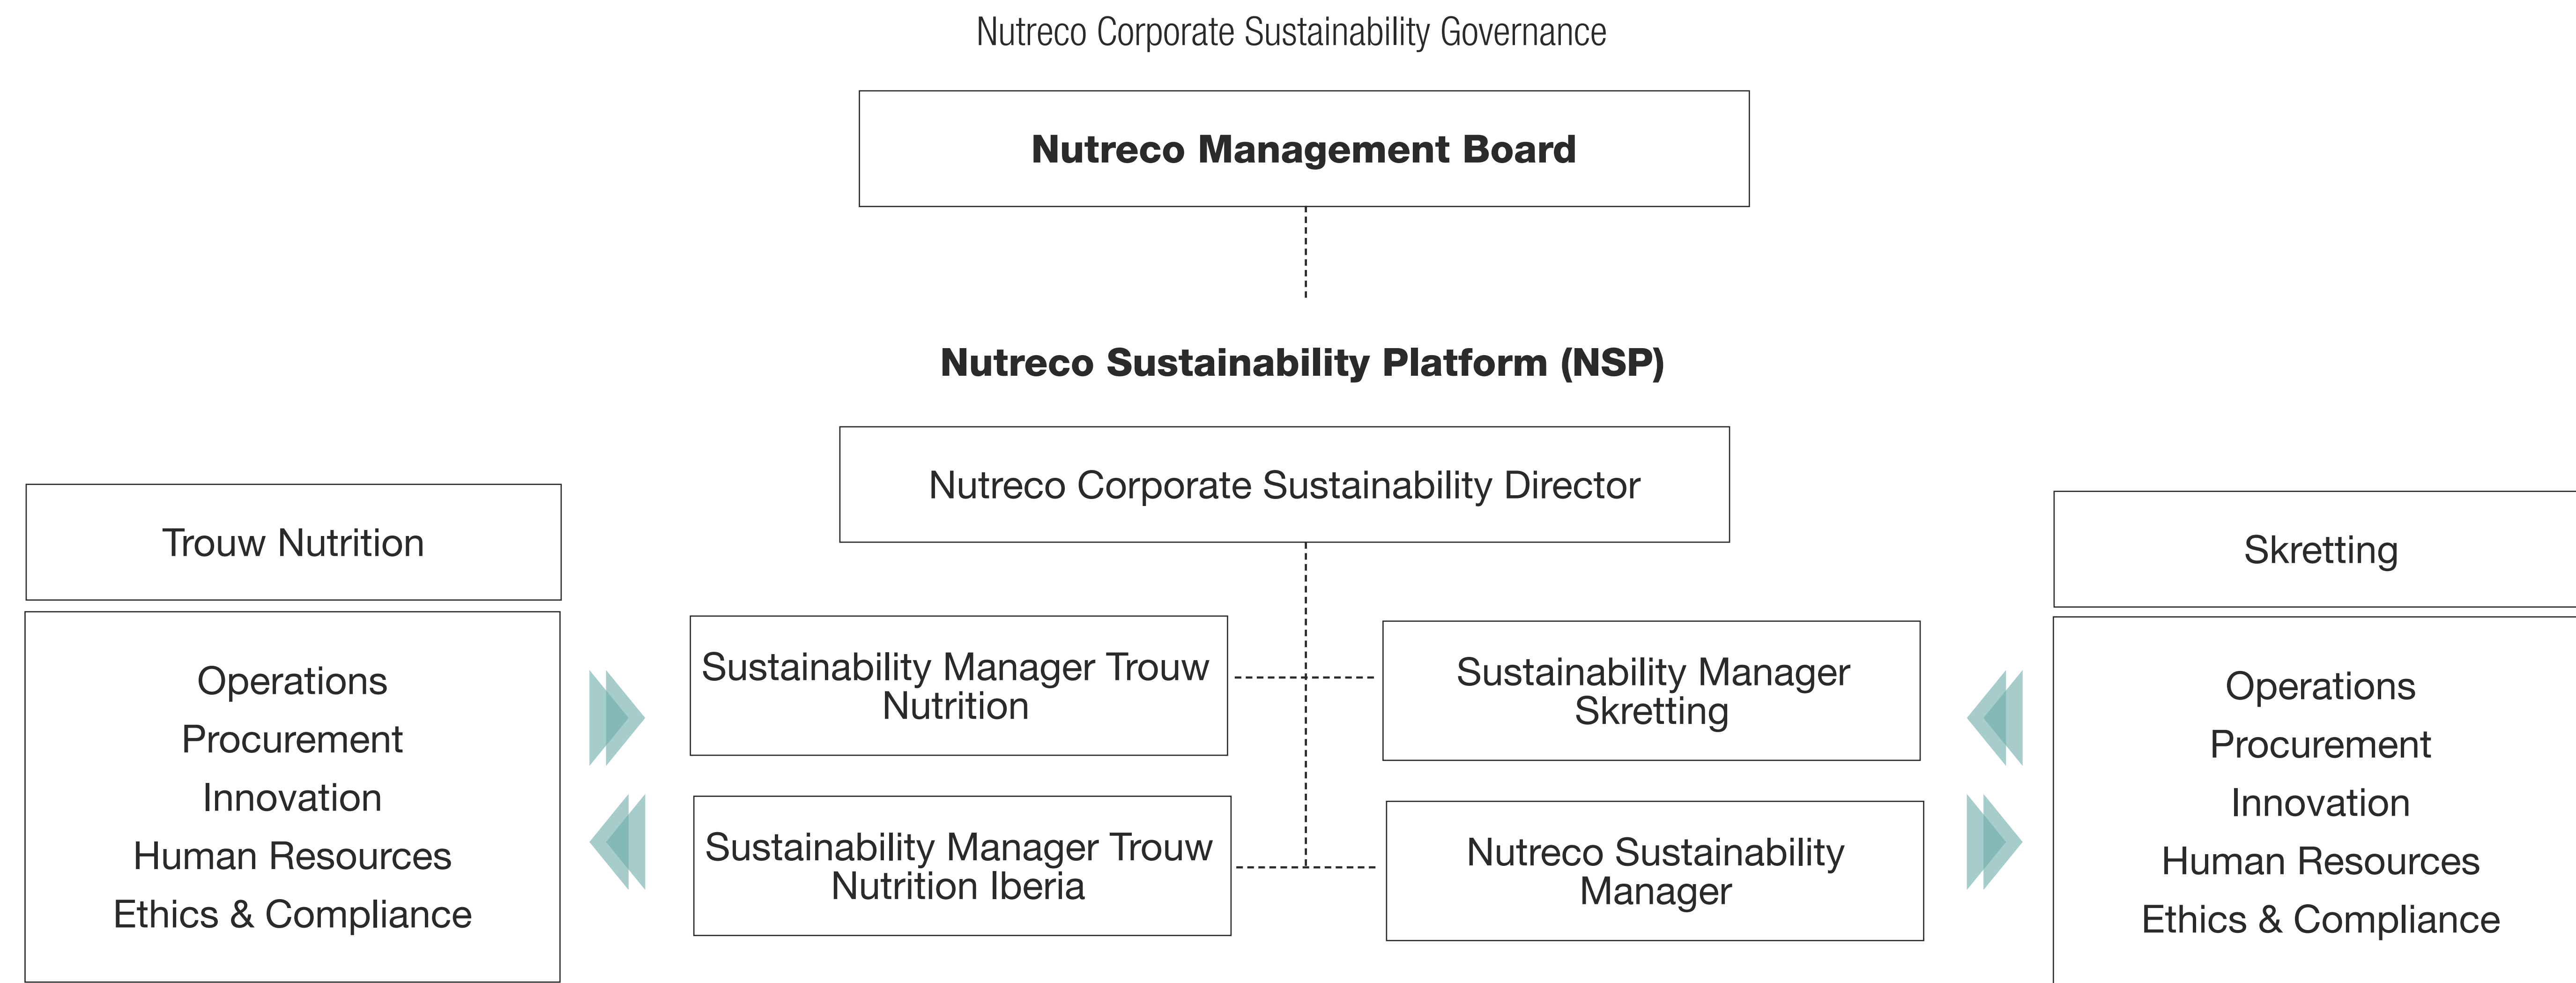 Nutreco Corporate Sustainability Governance
Nutreco Management Board
Nutreco Sustainability Platform (NSP)
Nutreco Corporate Sustainability Director
Trouw Nutrition
Operations
Procurement
Innovation
Human Resources
Ethics & Compliance
Sustainability Manager Trouw
Nutrition
Sustainability Manager Trouw
Nutrition Iberia
Sustainability Manager
Skretting
Nutreco Sustainability
Manager
Skretting
Operations
Procurement
Innovation
Human Resources
Ethics & Compliance